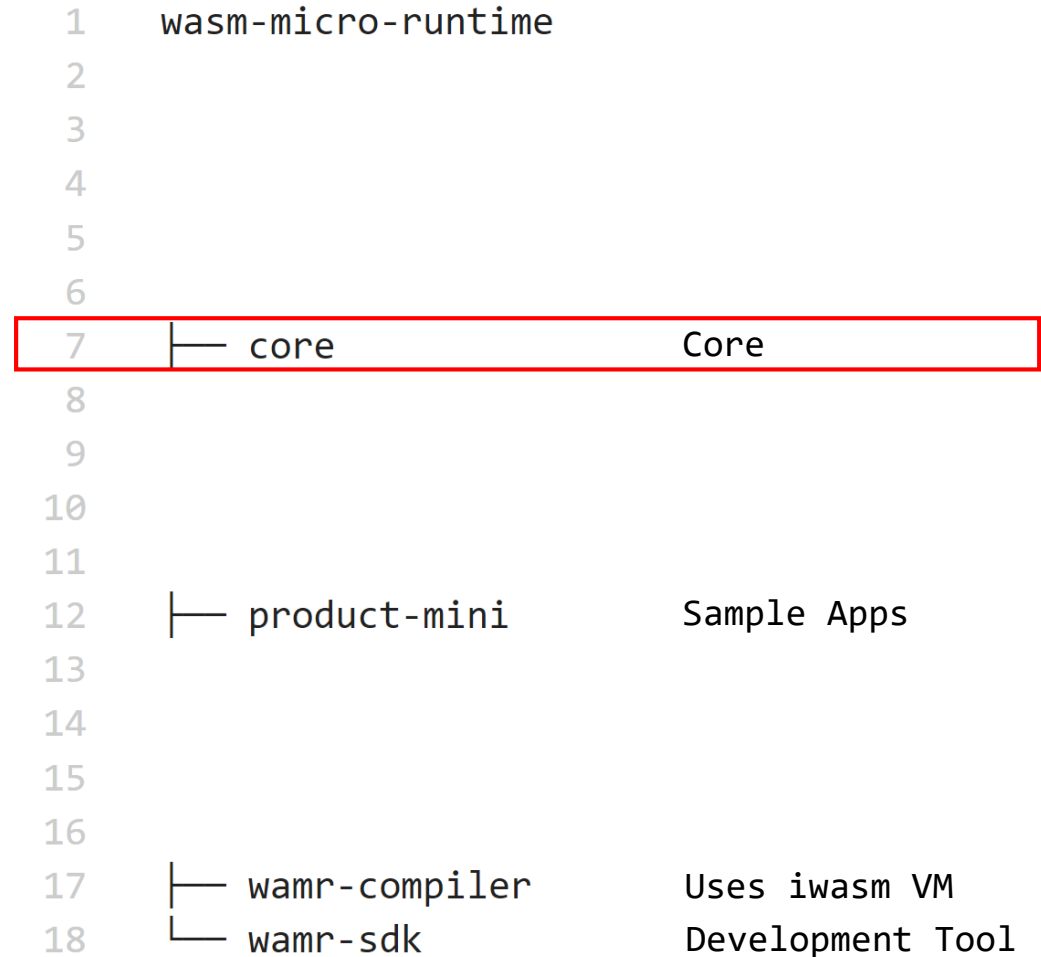 1 wasm-micro-runtime
2
3
4
5
6
7 ├── core Core
8
9
10
11
12 ├── product-mini Sample Apps
13
14
15
16
17 ├── wamr-compiler Uses iwasm VM
18 └── wamr-sdk Development Tool